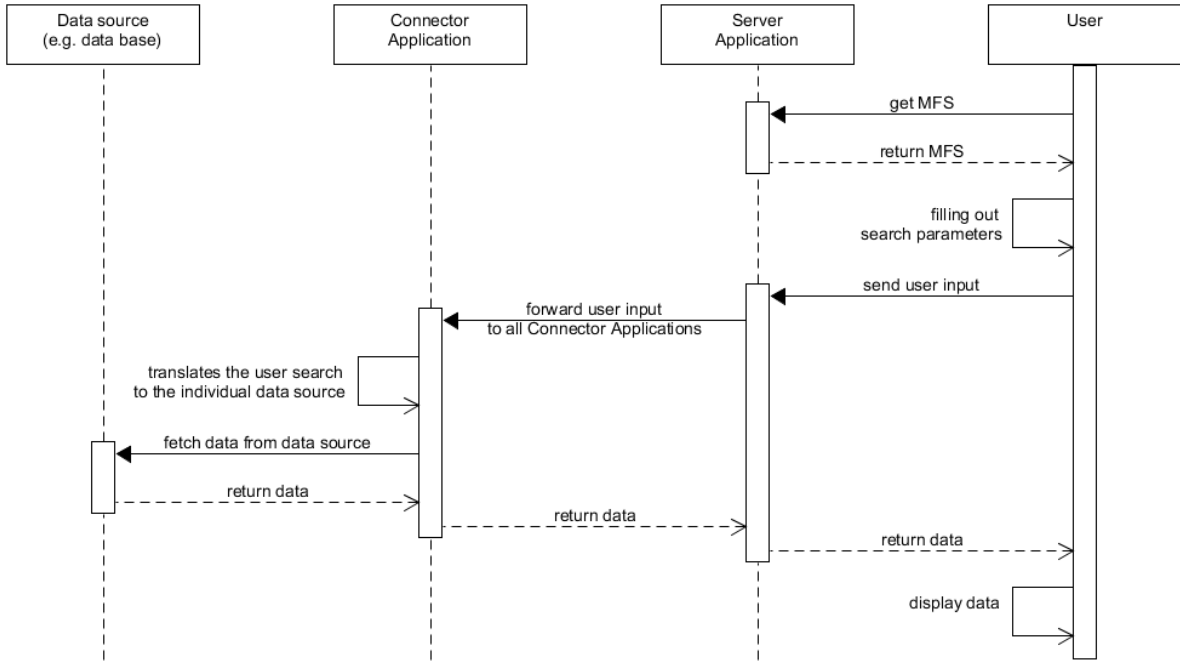 Data source
(e.g. data base)
Connector
Application
Server
Application
User
get MFS
return MFS
filling out
search parameters
send user input
forward user input
to all Connector Applications
translates the user search
to the individual data source
fetch data from data source
return data
return data
return data
display data